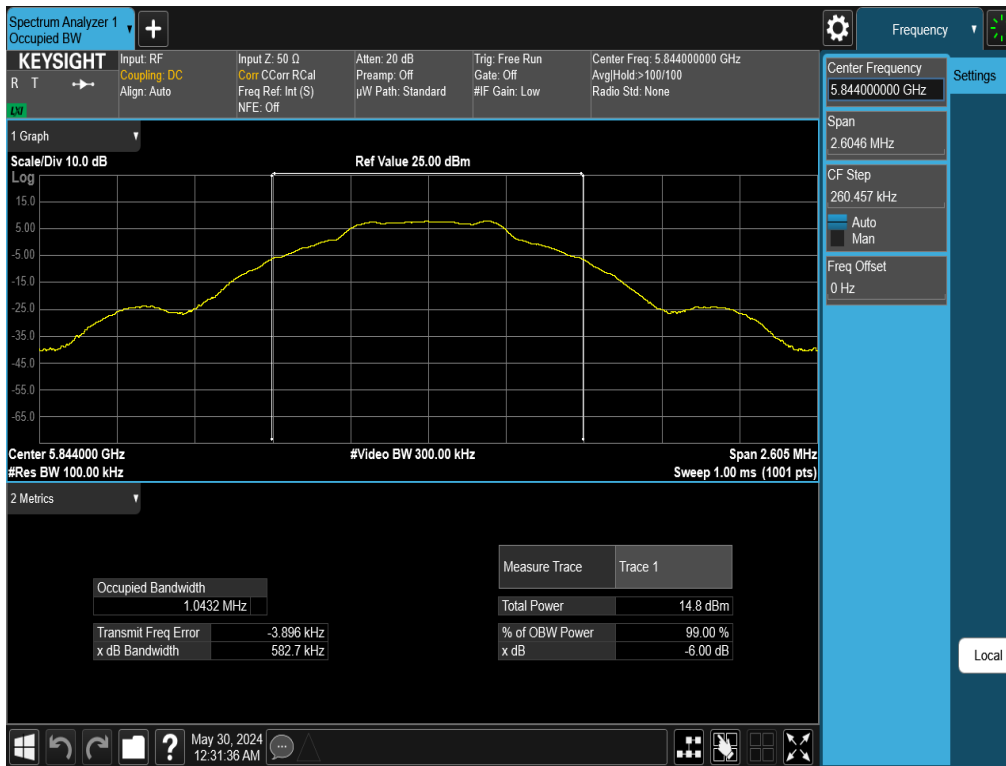 Spectrum Analyzer 1
Occupied BW
+
Frequency
KEYSIGHT
R T
LXI
Input: RF
Coupling: DC
Align: Auto
Input Z: 50 Ω
Corr CCorr RCal
Freq Ref: Int (S)
NFE: Off
Atten: 20 dB
Preamp: Off
µW Path: Standard
Trig: Free Run
Gate: Off
#IF Gain: Low
Center Freq: 5.844000000 GHz
Avg|Hold:>100/100
Radio Std: None
Center Frequency
5.844000000 GHz
Settings
Span
2.6046 MHz
CF Step
260.457 kHz
Auto
Man
Freq Offset
0 Hz
1 Graph
Scale/Div 10.0 dB
Ref Value 25.00 dBm
Log
15.0
5.00
-5.00
-15.0
-25.0
-35.0
-45.0
-55.0
-65.0
Center 5.844000 GHz
#Video BW 300.00 kHz
Span 2.605 MHz
#Res BW 100.00 kHz
Sweep 1.00 ms (1001 pts)
2 Metrics
Measure Trace
Trace 1
Occupied Bandwidth
1.0432 MHz
Total Power
14.8 dBm
Transmit Freq Error
-3.896 kHz
% of OBW Power
99.00 %
x dB Bandwidth
582.7 kHz
x dB
-6.00 dB
Local
?
May 30, 2024
12:31:36 AM